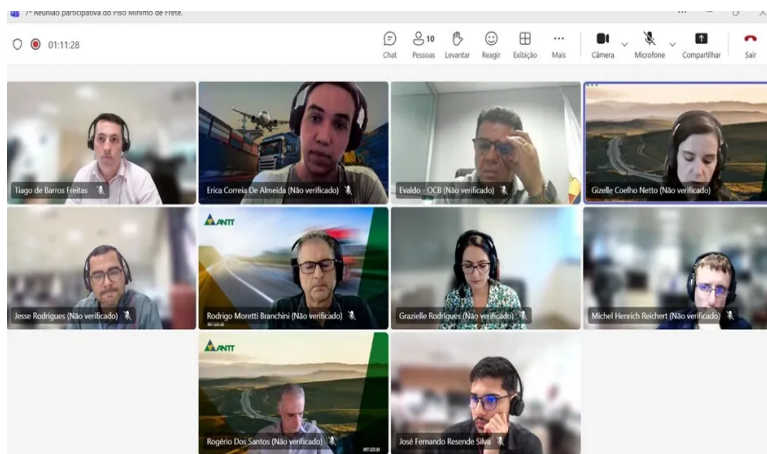 7ª Reunião participativa do Piso Mínimo de Frete.
01:11:28
10
Chat Pessoas Levantar Reagir Exibição Mais Câmera Microfone Compartilhar Sair
Tiago de Barros Freitas
Erica Correia De Almeida (Não verificado)
Evaldo - OCB (Não verificado)
Gizelle Coelho Netto (Não verificado)
ANTT
Jesse Rodrigues (Não verificado)
Rodrigo Moretti Branchini (Não verificado)
Grazielle Rodrigues (Não verificado)
Michel Henrich Reichert (Não verificado)
ANTT
Rogério Dos Santos (Não verificado)
José Fernando Resende Silva